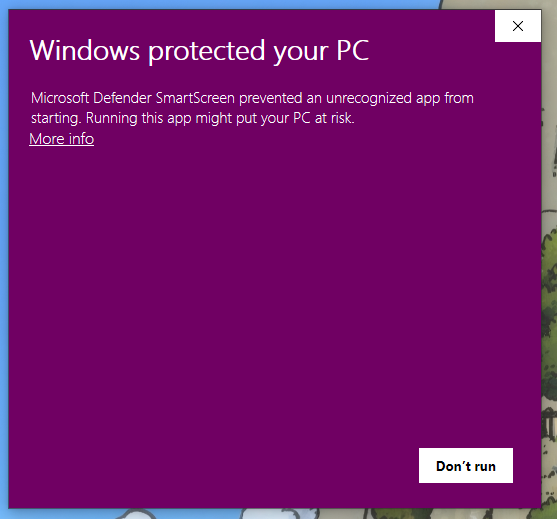 Windows protected your PC
Microsoft Defender SmartScreen prevented an unrecognized app from
starting. Running this app might put your PC at risk.
More info
Don't run